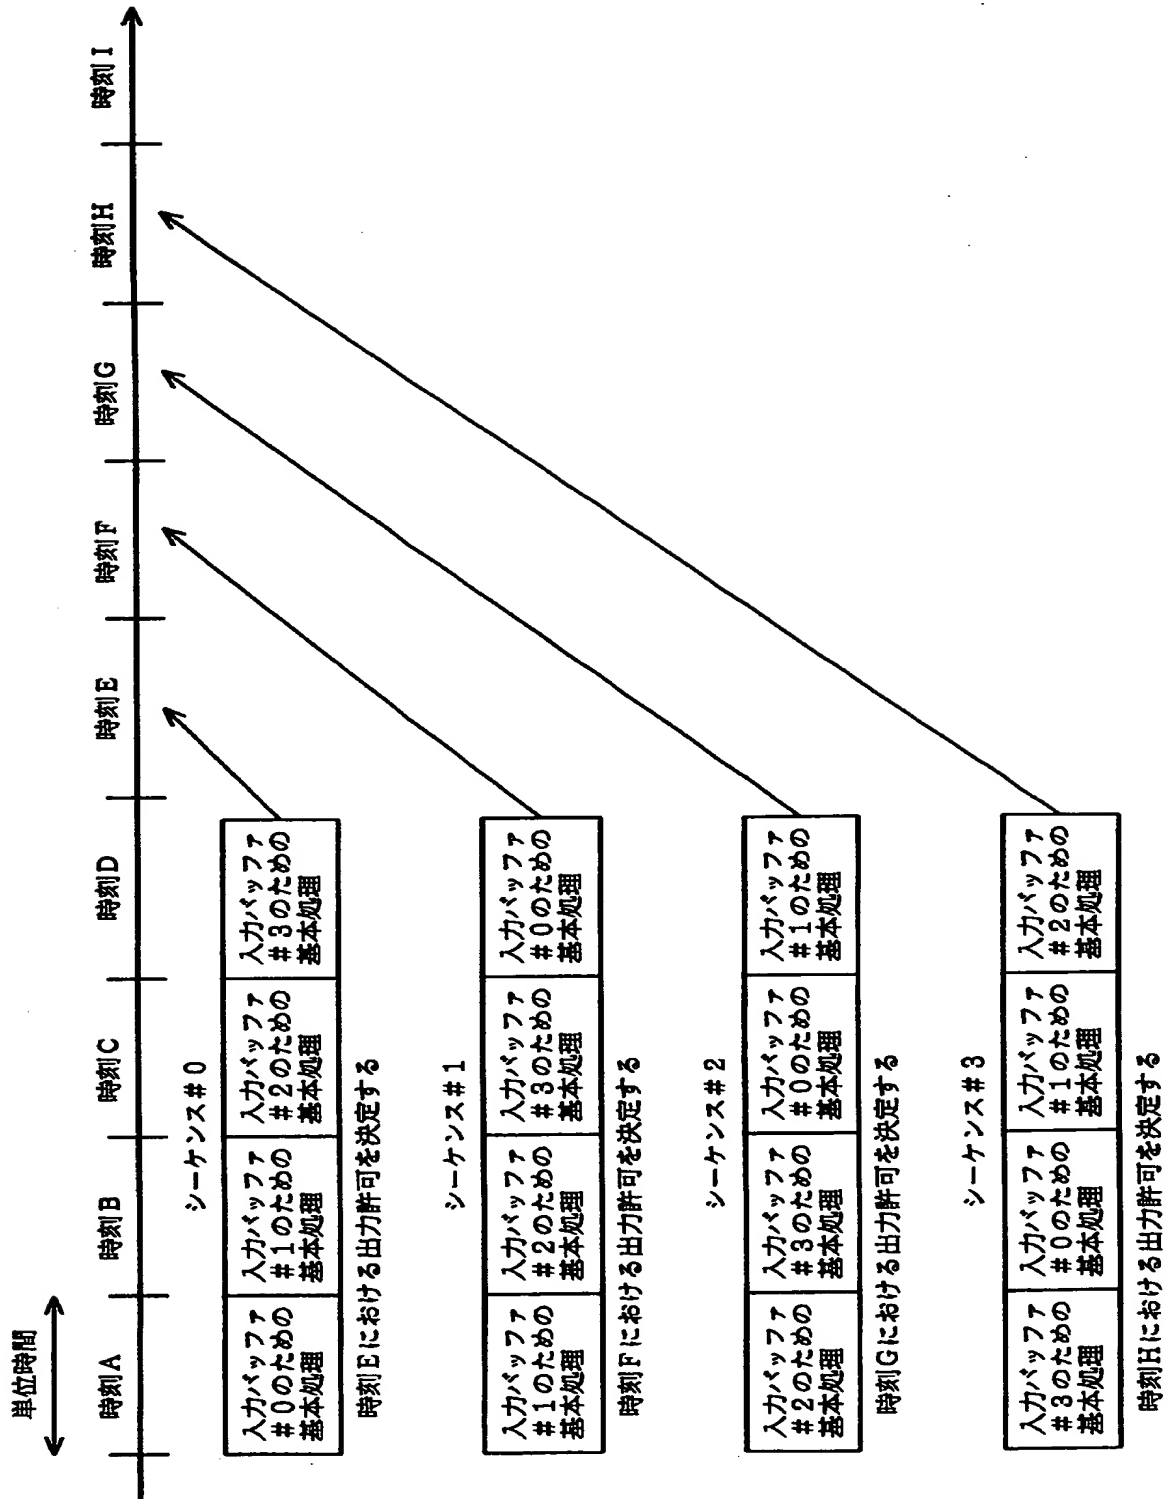 単位時間
時刻A
時刻B
時刻C
時刻D
時刻E
時刻F
時刻G
時刻H
時刻I
シーケンス#0
入力バッファ
#0のための
基本処理
入力バッファ
#1のための
基本処理
入力バッファ
#2のための
基本処理
入力バッファ
#3のための
基本処理
時刻Eにおける出力許可を決定する
シーケンス#1
入力バッファ
#1のための
基本処理
入力バッファ
#2のための
基本処理
入力バッファ
#3のための
基本処理
入力バッファ
#0のための
基本処理
時刻Fにおける出力許可を決定する
シーケンス#2
入力バッファ
#2のための
基本処理
入力バッファ
#3のための
基本処理
入力バッファ
#0のための
基本処理
入力バッファ
#1のための
基本処理
時刻Gにおける出力許可を決定する
シーケンス#3
入力バッファ
#3のための
基本処理
入力バッファ
#0のための
基本処理
入力バッファ
#1のための
基本処理
入力バッファ
#2のための
基本処理
時刻Hにおける出力許可を決定する